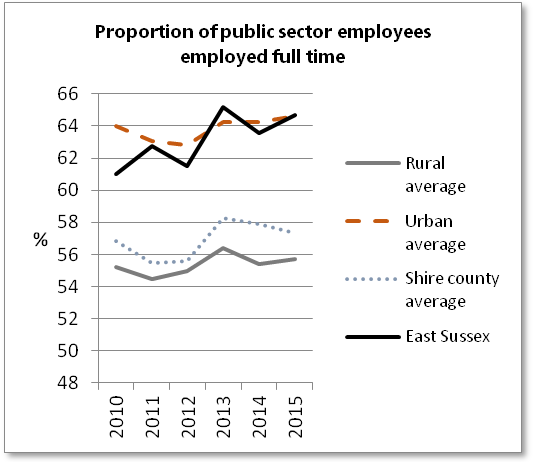 Proportion of public sector employees
employed full time
66
64
62
60
58
56
54
52
50
48
%
2010
2011
2012
2013
2014
2015
Rural
average
Urban
average
Shire county
average
East Sussex